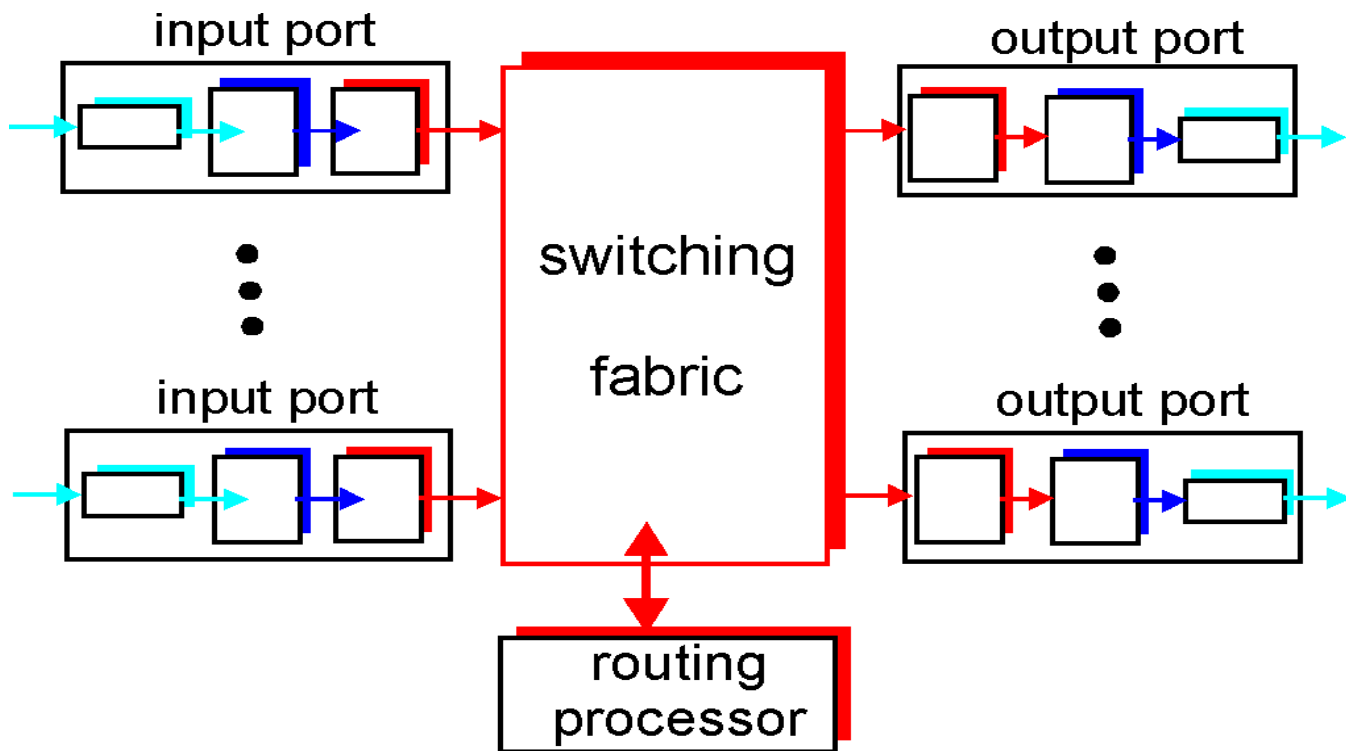 input port
output port
switching
fabric
input port
output port
routing
processor